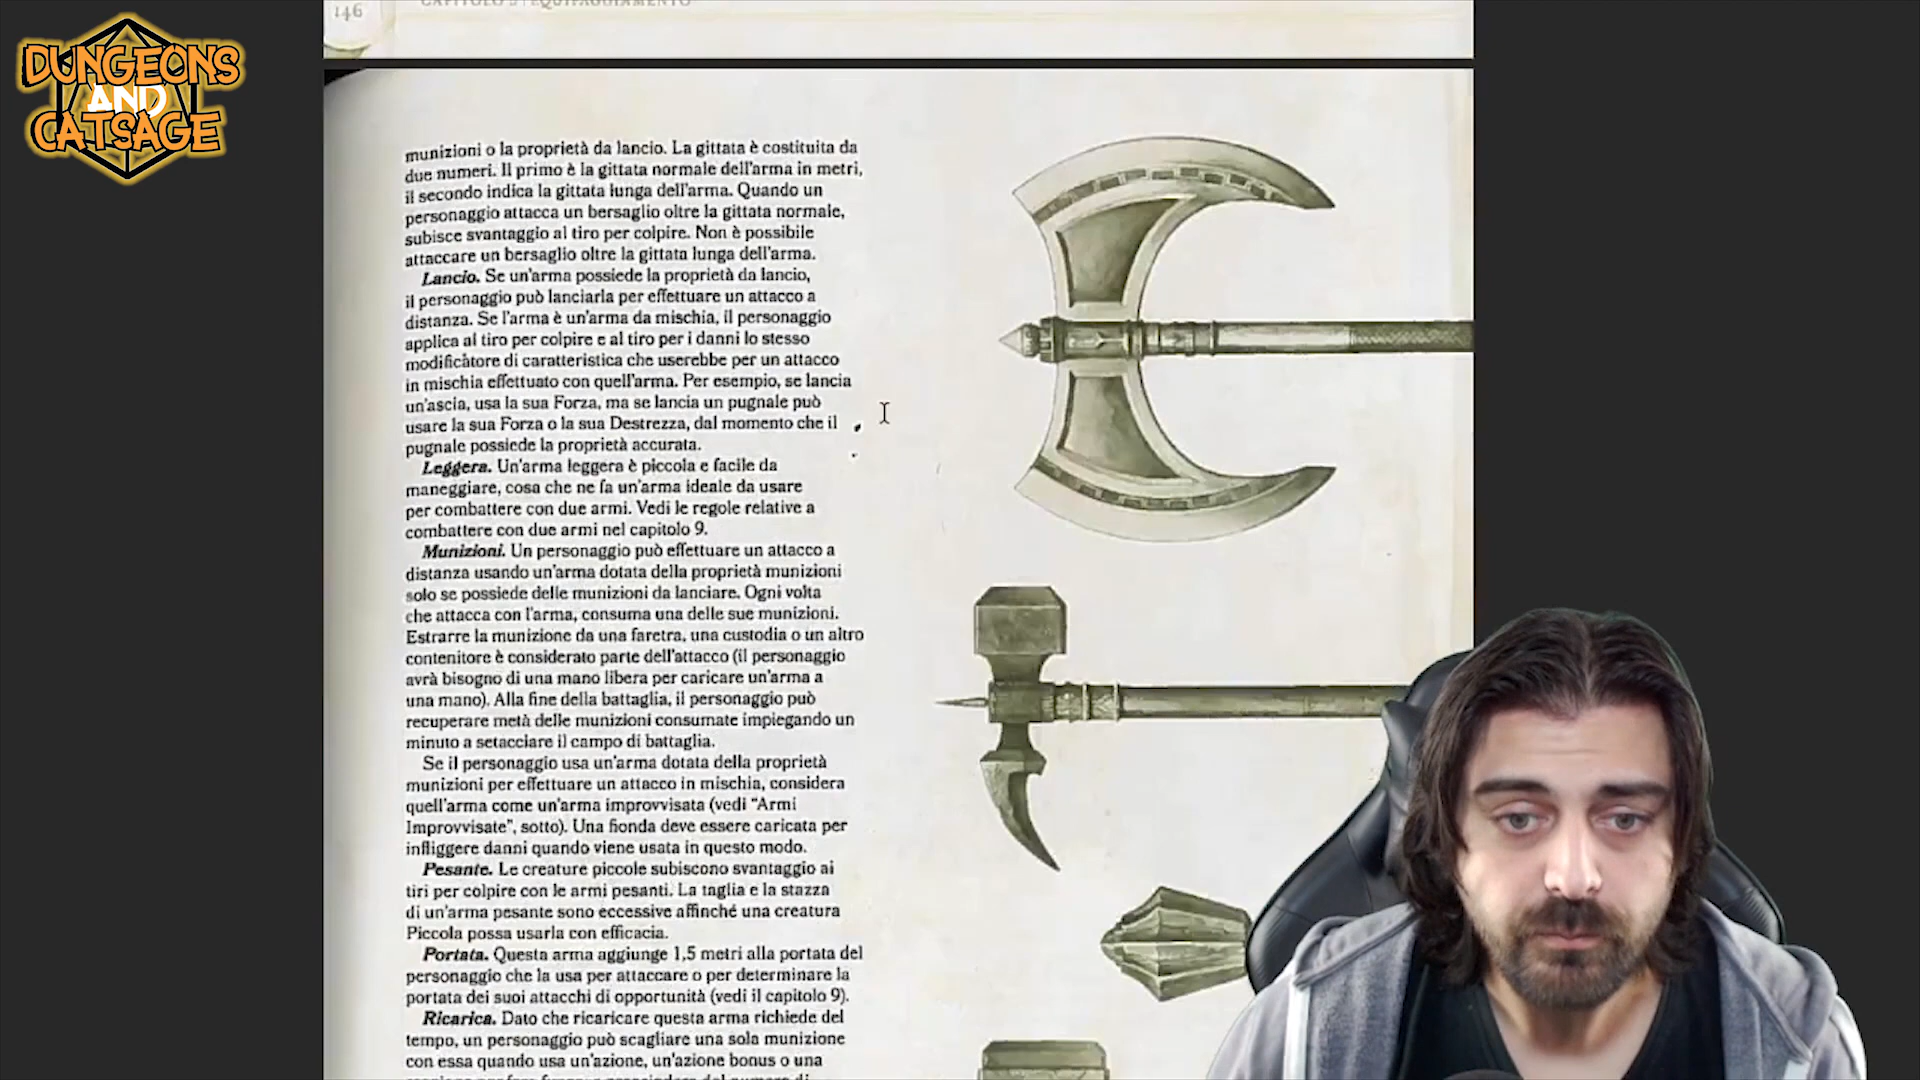 DUNGEONS
AND
CATSAGE
146
CAPITOLO 5 | EQUIPAGGIAMENTO
munizioni o la proprietà da lancio. La gittata è costituita da
due numeri. Il primo è la gittata normale dell'arma in metri,
il secondo indica la gittata lunga dell'arma. Quando un
personaggio attacca un bersaglio oltre la gittata normale,
subisce svantaggio al tiro per colpire. Non è possibile
attaccare un bersaglio oltre la gittata lunga dell'arma.
Lancio. Se un'arma possiede la proprietà da lancio,
il personaggio può lanciarla per effettuare un attacco a
distanza. Se l'arma è un'arma da mischia, il personaggio
applica al tiro per colpire e al tiro per i danni lo stesso
modificatore di caratteristica che userebbe per un attacco
in mischia effettuato con quell'arma. Per esempio, se lancia
un'ascia, usa la sua Forza, ma se lancia un pugnale può
usare la sua Forza o la sua Destrezza, dal momento che il
pugnale possiede la proprietà accurata.
Leggera. Un'arma leggera è piccola e facile da
maneggiare, cosa che ne fa un'arma ideale da usare
per combattere con due armi. Vedi le regole relative a
combattere con due armi nel capitolo 9.
Munizioni. Un personaggio può effettuare un attacco a
distanza usando un'arma dotata della proprietà munizioni
solo se possiede delle munizioni da lanciare. Ogni volta
che attacca con l'arma, consuma una delle sue munizioni.
Estrarre la munizione da una faretra, una custodia o un altro
contenitore è considerato parte dell'attacco (il personaggio
avrà bisogno di una mano libera per caricare un'arma a
una mano). Alla fine della battaglia, il personaggio può
recuperare metà delle munizioni consumate impiegando un
minuto a setacciare il campo di battaglia.
Se il personaggio usa un'arma dotata della proprietà
munizioni per effettuare un attacco in mischia, considera
quell'arma come un'arma improvvisata (vedi "Armi
Improvvisate", sotto). Una fionda deve essere caricata per
infliggere danni quando viene usata in questo modo.
Pesante. Le creature piccole subiscono svantaggio ai
tiri per colpire con le armi pesanti. La taglia e la stazza
di un'arma pesante sono eccessive affinché una creatura
Piccola possa usarla con efficacia.
Portata. Questa arma aggiunge 1,5 metri alla portata del
personaggio che la usa per attaccare o per determinare la
portata dei suoi attacchi di opportunità (vedi il capitolo 9).
Ricarica. Dato che ricaricare questa arma richiede del
tempo, un personaggio può scagliare una sola munizione
con essa quando usa un'azione, un'azione bonus o una